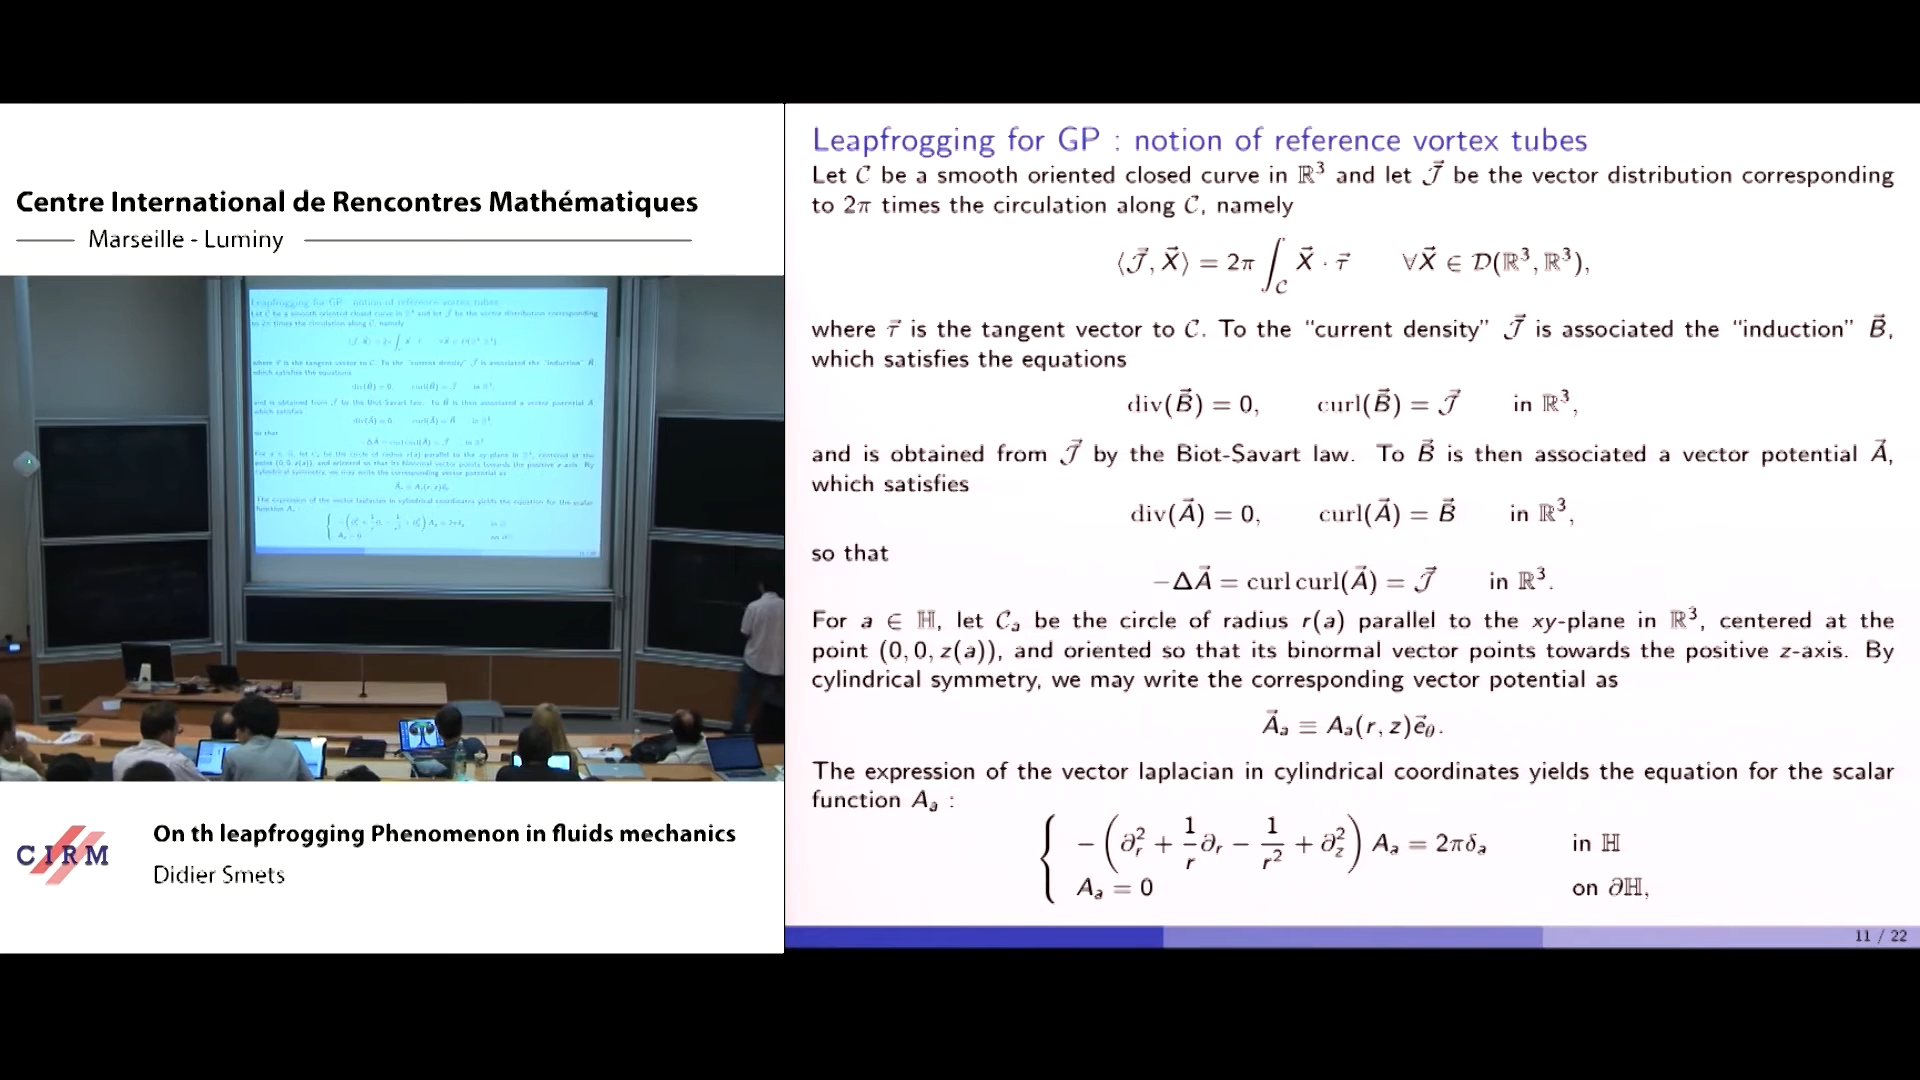 Centre International de Rencontres Mathématiques
Marseille - Luminy
On th leapfrogging Phenomenon in fluids mechanics
CIRM
Didier Smets
Leapfrogging for GP : notion of reference vortex tubes
Let 𝒞 be a smooth oriented closed curve in ℝ³ and let 𝒥⃗ be the vector distribution corresponding
to 2π times the circulation along 𝒞, namely
⟨𝒥⃗, X⃗⟩ = 2π ∫_𝒞 X⃗ · τ⃗ ∀X⃗ ∈ 𝒟(ℝ³, ℝ³),
where τ⃗ is the tangent vector to 𝒞. To the “current density” 𝒥⃗ is associated the “induction” B⃗,
which satisfies the equations
div(B⃗) = 0, curl(B⃗) = 𝒥⃗ in ℝ³,
and is obtained from 𝒥⃗ by the Biot-Savart law. To B⃗ is then associated a vector potential A⃗,
which satisfies
div(A⃗) = 0, curl(A⃗) = B⃗ in ℝ³,
so that
−ΔA⃗ = curl curl(A⃗) = 𝒥⃗ in ℝ³.
For a ∈ ℍ, let 𝒞ₐ be the circle of radius r(a) parallel to the xy-plane in ℝ³, centered at the
point (0, 0, z(a)), and oriented so that its binormal vector points towards the positive z-axis. By
cylindrical symmetry, we may write the corresponding vector potential as
A⃗ₐ ≡ Aₐ(r, z)e⃗_θ.
The expression of the vector laplacian in cylindrical coordinates yields the equation for the scalar
function Aₐ :
{ −(∂²_r + 1/r ∂_r − 1/r² + ∂²_z) Aₐ = 2πδₐ in ℍ
Aₐ = 0 on ∂ℍ,
11 / 22